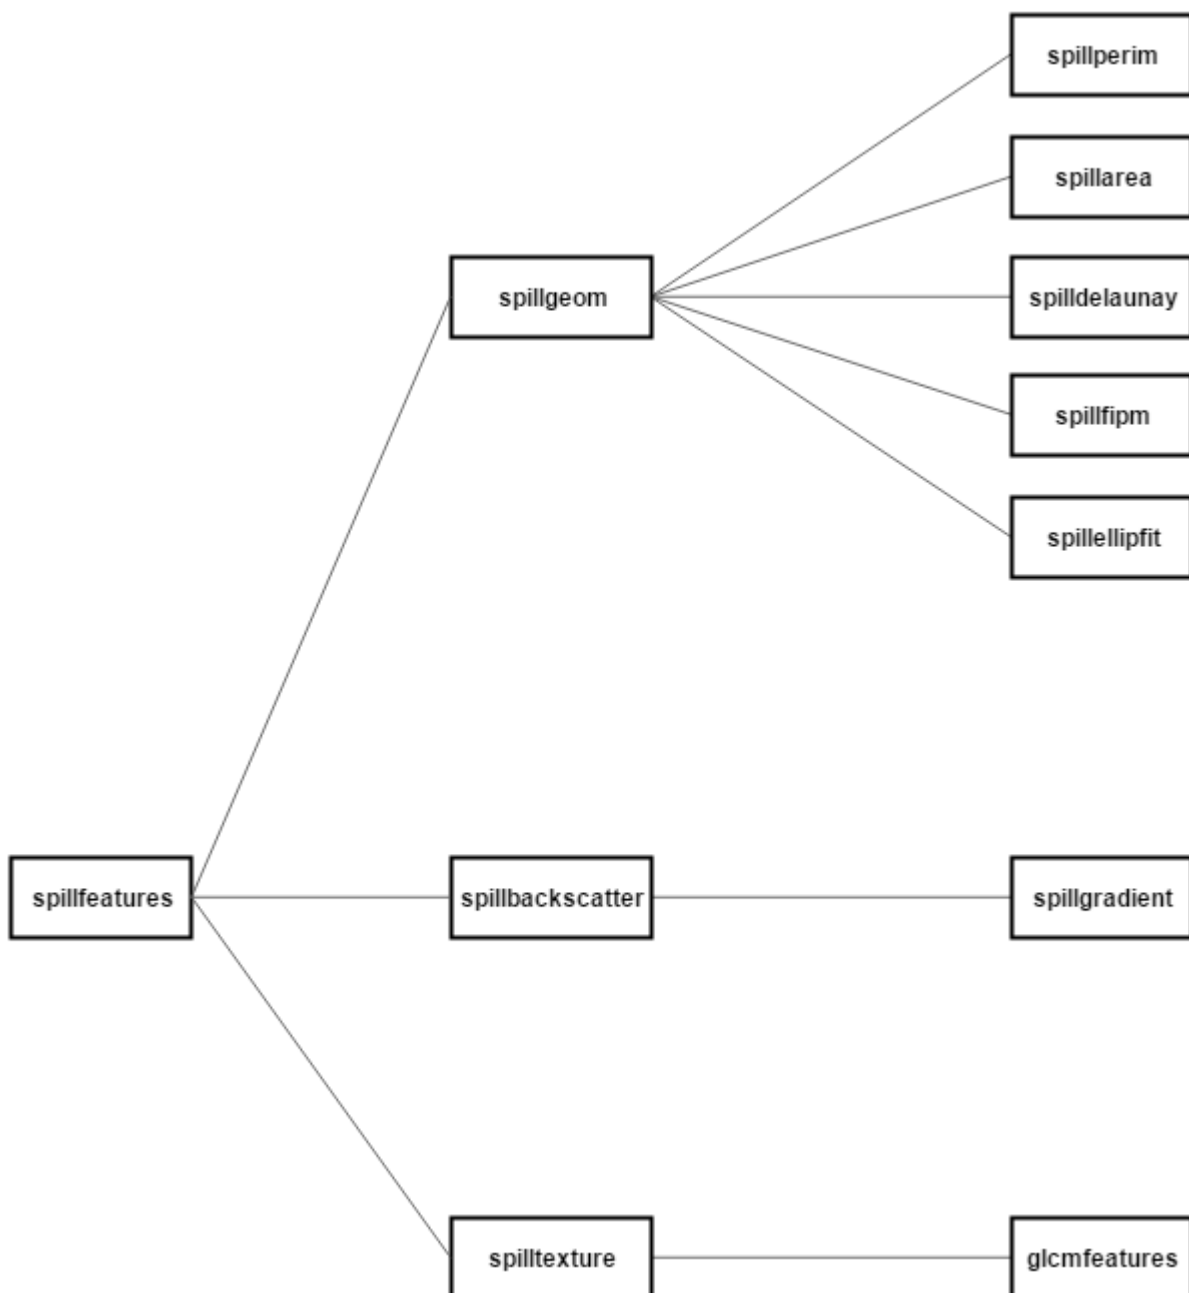 spillperim
spillarea
spillgeom
spilldelaunay
spillfipm
spillellipfit
spillfeatures
spillbackscatter
spillgradient
spilltexture
glcmfeatures